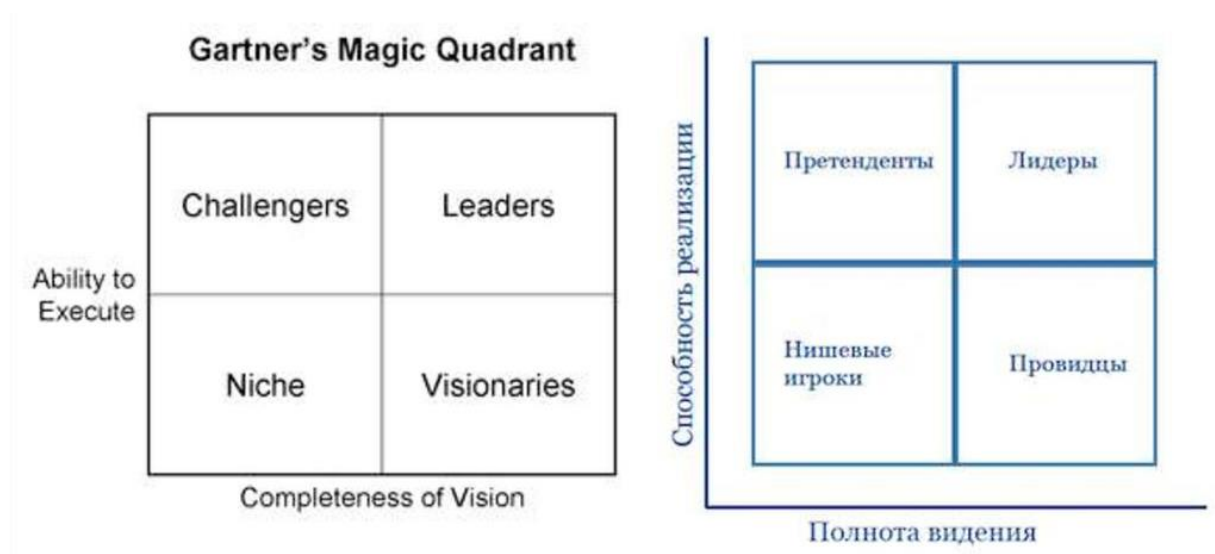 Gartner's Magic Quadrant
Challengers
Leaders
Ability to
Execute
Niche
Visionaries
Completeness of Vision
Способность реализации
Претенденты
Лидеры
Нишевые
игроки
Провидцы
Полнота видения